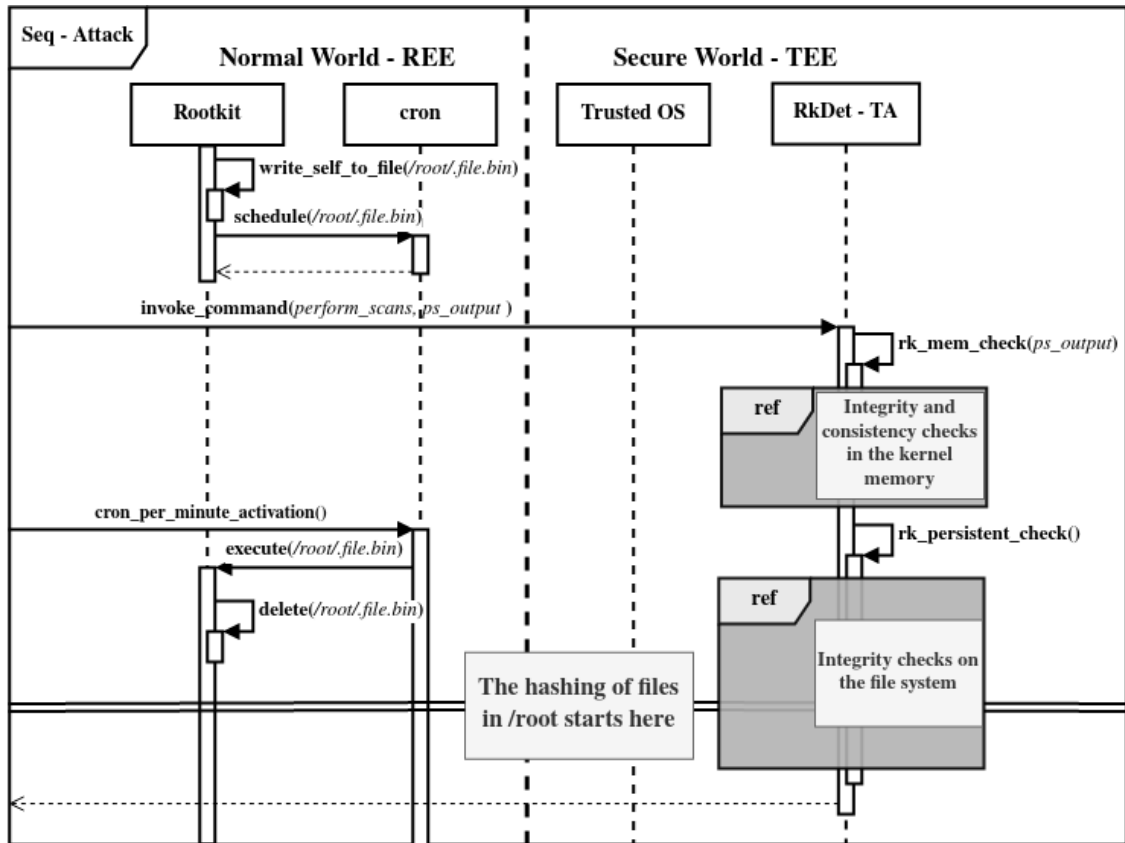 Seq - Attack
Normal World - REE
Secure World - TEE
Rootkit
cron
Trusted OS
RkDet - TA
write_self_to_file(/root/.file.bin)
schedule(/root/.file.bin)
invoke_command(perform_scans, ps_output )
rk_mem_check(ps_output)
ref
Integrity and
consistency checks
in the kernel
memory
cron_per_minute_activation()
rk_persistent_check()
execute(/root/.file.bin)
ref
delete(/root/.file.bin)
Integrity checks on
the file system
The hashing of files
in /root starts here